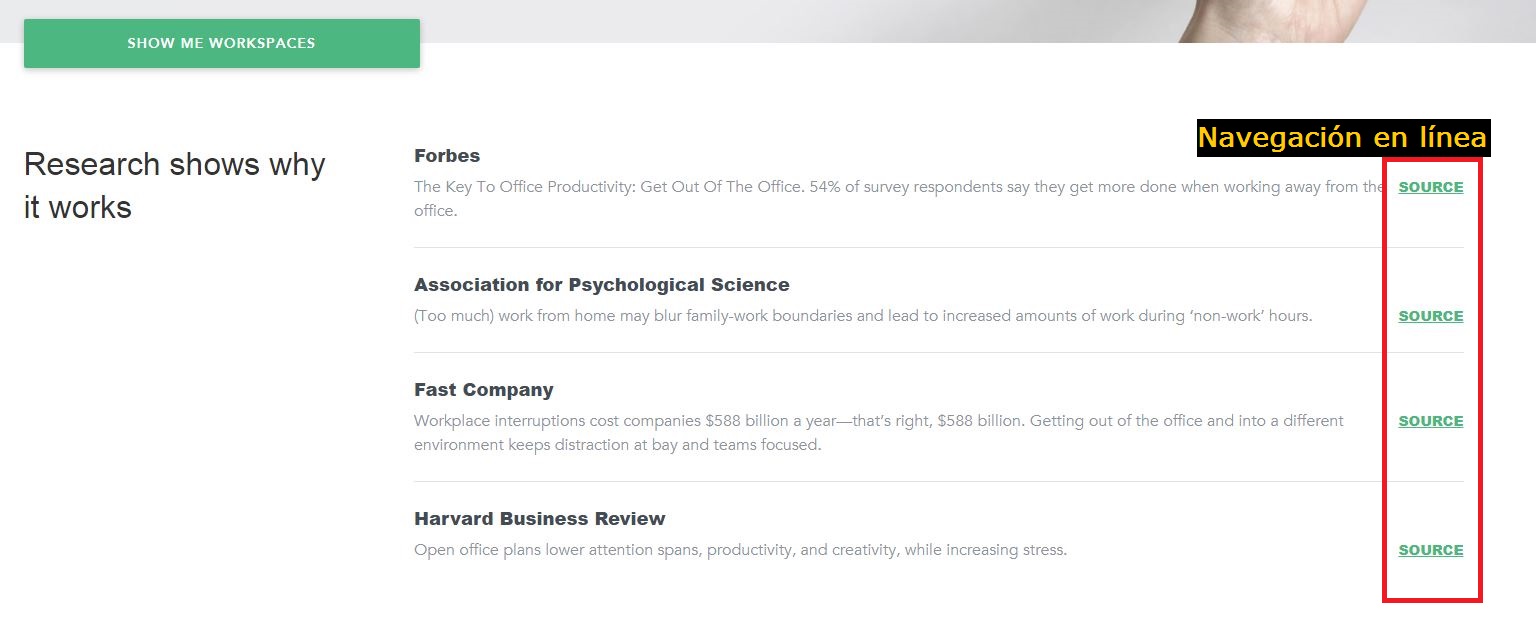 SHOW ME WORKSPACES
Research shows why
it works
Navegación en línea
Forbes
The Key To Office Productivity: Get Out Of The Office. 54% of survey respondents say they get more done when working away from the
office.
SOURCE
Association for Psychological Science
(Too much) work from home may blur family-work boundaries and lead to increased amounts of work during ‘non-work’ hours.
SOURCE
Fast Company
Workplace interruptions cost companies $588 billion a year—that’s right, $588 billion. Getting out of the office and into a different
environment keeps distraction at bay and teams focused.
SOURCE
Harvard Business Review
Open office plans lower attention spans, productivity, and creativity, while increasing stress.
SOURCE